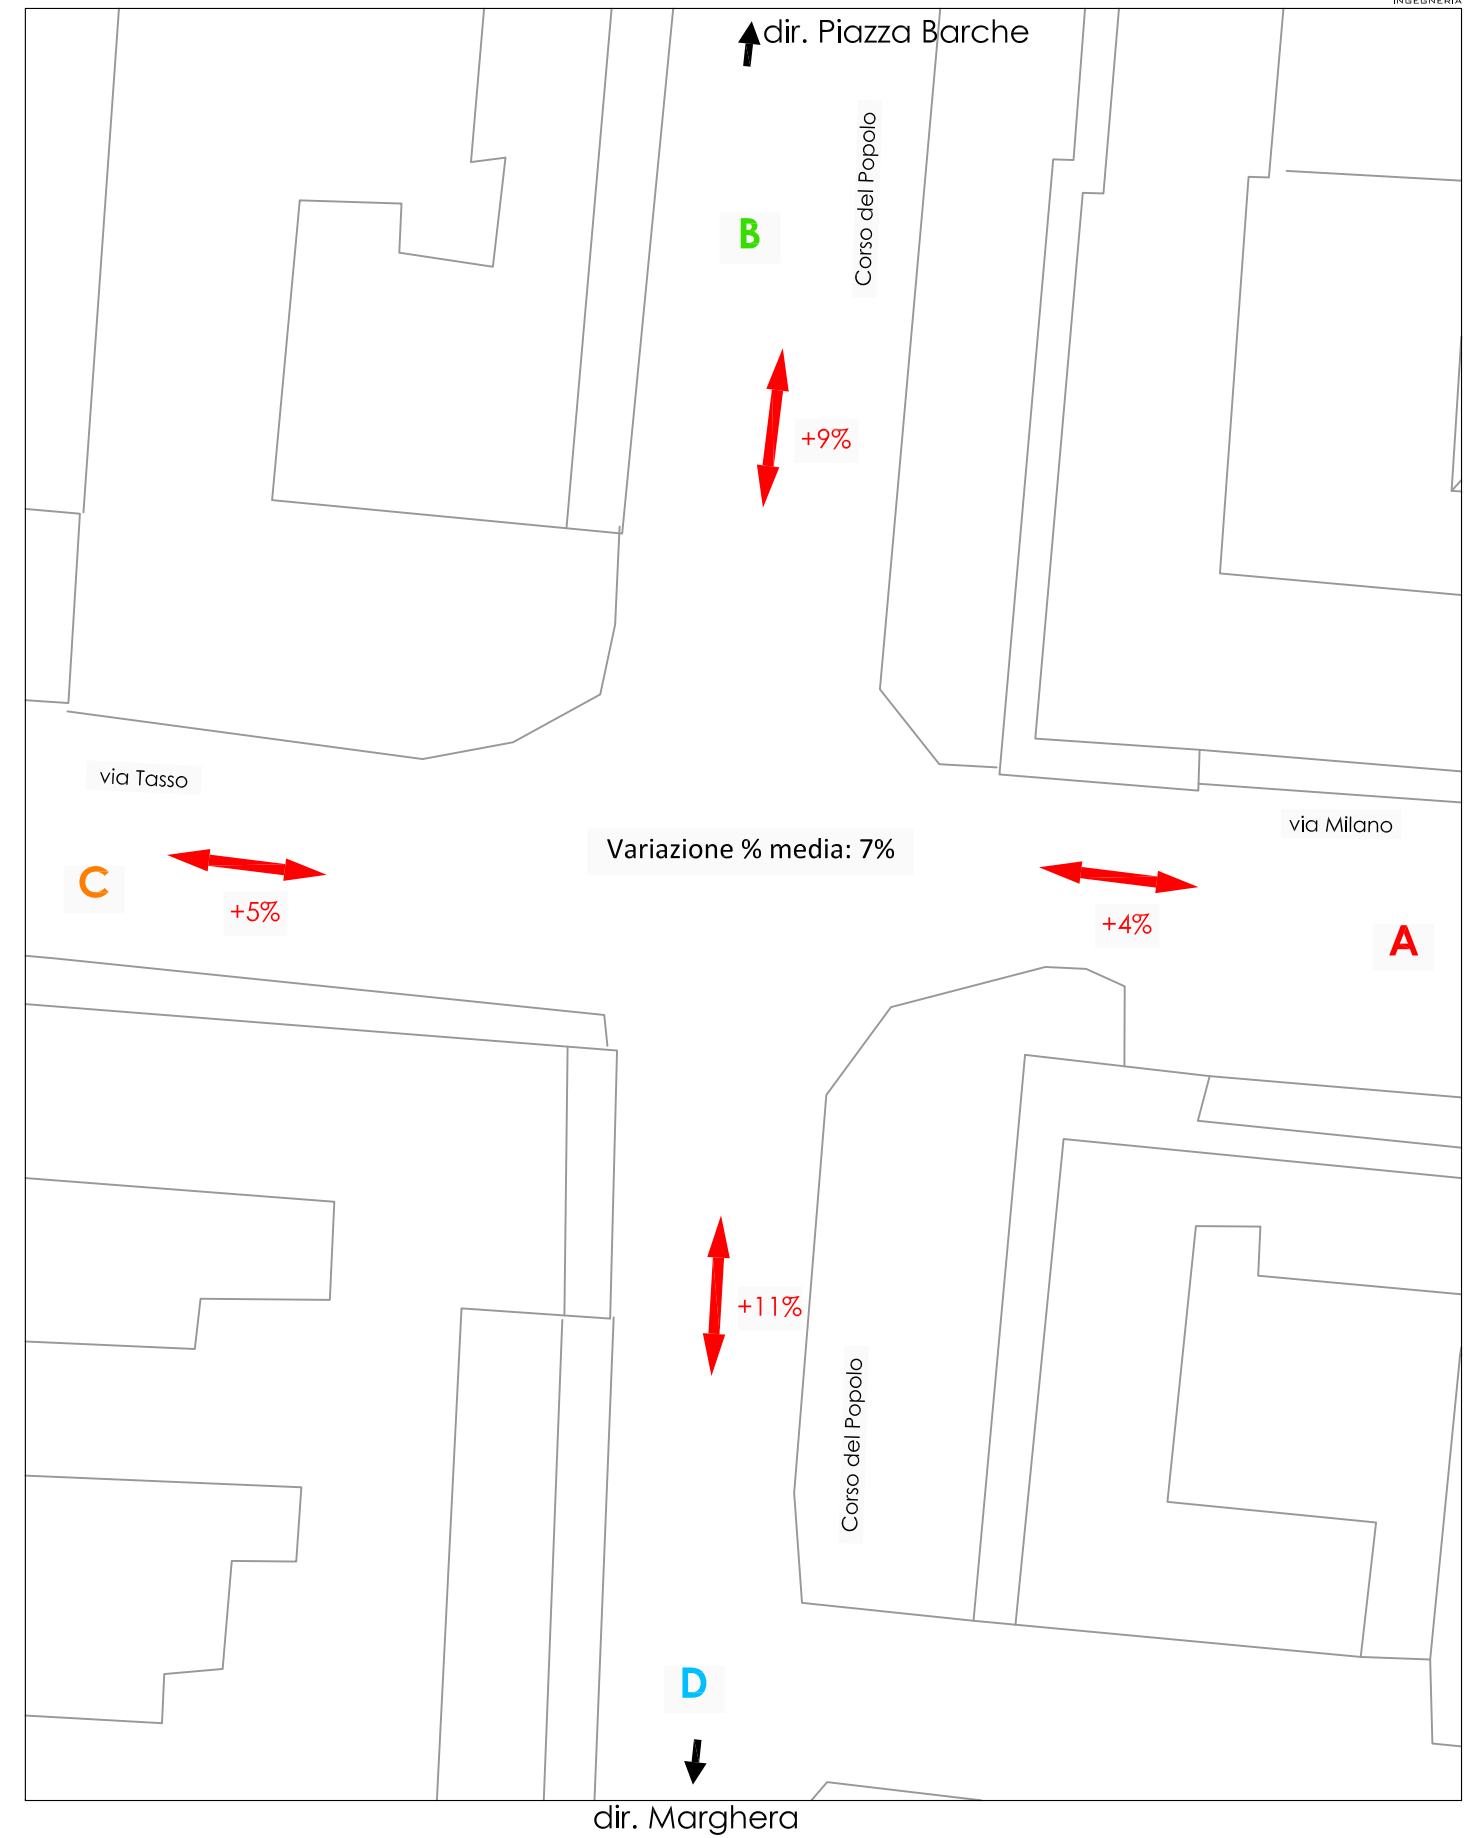 INGEGNERIA
dir. Piazza Barche
Corso del Popolo
B
+9%
via Tasso
via Milano
Variazione % media: 7%
C
+5%
+4%
A
+11%
Corso del Popolo
D
dir. Marghera